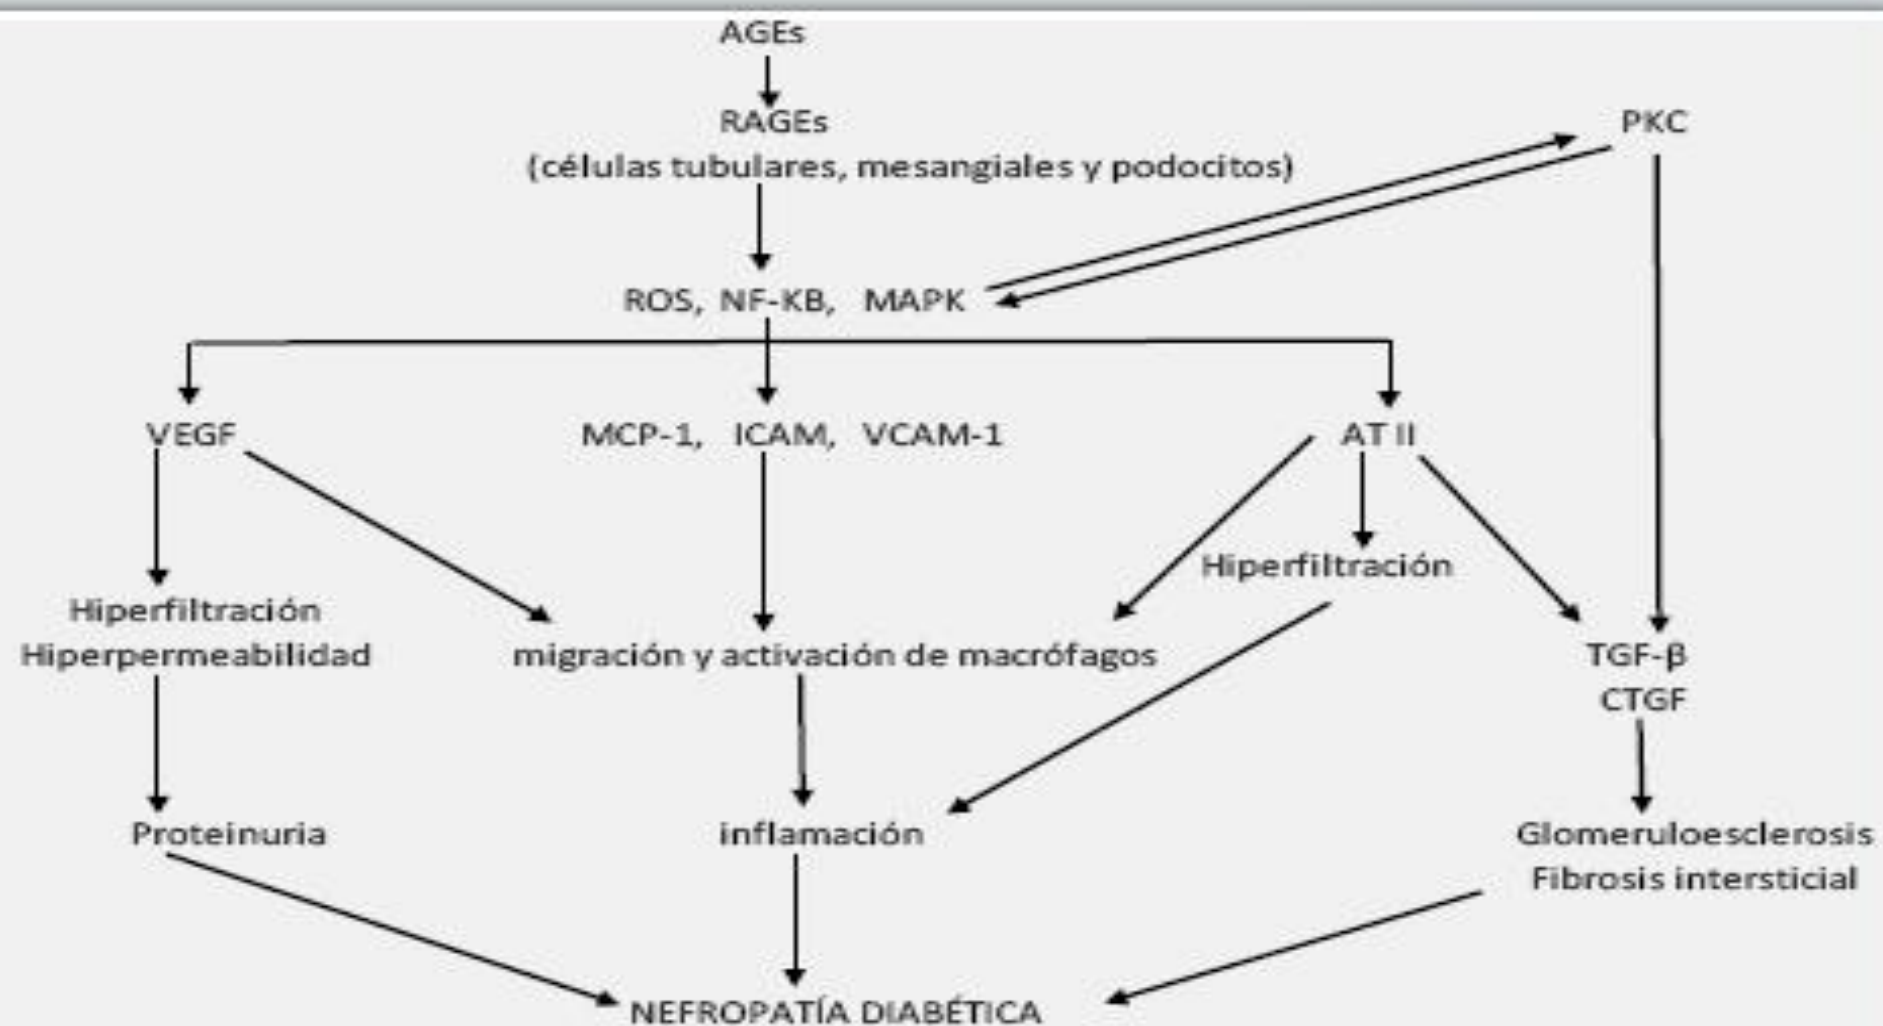 AGEs
RAGEs
PKC
(células tubulares, mesangiales y podocitos)
ROS, NF-KB, MAPK
VEGF
MCP-1, ICAM, VCAM-1
AT II
Hiperfiltración
Hiperfiltración
Hiperpermeabilidad
migración y activación de macrófagos
TGF-β
CTGF
Proteinuria
inflamación
Glomeruloesclerosis
Fibrosis intersticial
NEFROPATÍA DIABÉTICA